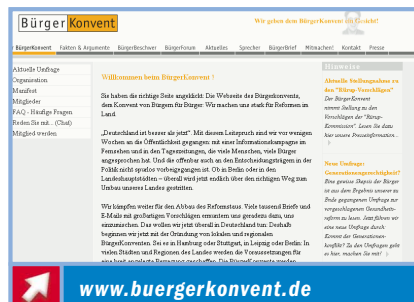 BürgerKonvent
Wir geben dem BürgerKonvent ein Gesicht!
BürgerKonvent Fakten & Argumente BürgerBeschwer BürgerForum Aktuelles Sprecher BürgerBrief Mitmachen! Kontakt Presse
Aktuelle Umfrage
Organisation
Manifest
Mitglieder
FAQ - Häufige Fragen
Reden Sie mit... (Chat)
Mitglied werden
Willkommen beim BürgerKonvent !
Sie haben die richtige Seite angeklickt: Die Webseite des Bürgerkonvents,
dem Konvent von Bürgern für Bürger: Wir machen uns stark für Reformen im
Land.
„Deutschland ist besser als jetzt". Mit diesem Leitspruch sind wir vor wenigen
Wochen an die Öffentlichkeit gegangen: mit einer Informationskampagne im
Fernsehen und in den Tageszeitungen, die viele Menschen, viele Bürger
angesprochen hat. Und die offenbar auch an den Entscheidungsträgern in der
Politik nicht spurlos vorbeigegangen ist. Ob in Berlin oder in den
Landeshauptstädten – überall wird jetzt endlich über den richtigen Weg zum
Umbau unseres Landes gestritten.
Wir kämpfen weiter für den Abbau des Reformstaus. Viele tausend Briefe und
E-Mails mit großartigen Vorschlägen ermuntern uns geradezu dazu, uns
einzumischen. Das wollen wir jetzt überall in Deutschland tun: Deshalb
beginnen wir jetzt mit der Gründung von lokalen und regionalen
BürgerKonventen. Sei es in Hamburg oder Stuttgart, in Leipzig oder Berlin: In
vielen Städten und Regionen des Landes werden die Voraussetzungen für
eine breit angelegte Bewegung geschaffen. Die BürgerKonvente werden
Hinweise
Aktuelle Stellungnahme zu
den "Rürup-Vorschlägen"
Der BürgerKonvent
nimmt Stellung zu den
Vorschlägen der "Rürup-
Kommission". Lesen Sie dazu
hier unsere Presseinformation...
Neue Umfrage:
Generationengerechtigkeit?
Eine gewisse Skepsis der Bürger
ist aus dem Ergebnis unserer zu
Ende gegangenen Umfrage zur
vorgeschlagenen Gesundheits-
reform zu lesen. Jetzt führen wir
eine neue Umfrage durch:
Kommt der Generationen-
konflikt? Zu den Umfragen geht
es hier, machen Sie mit!
www.buergerkonvent.de